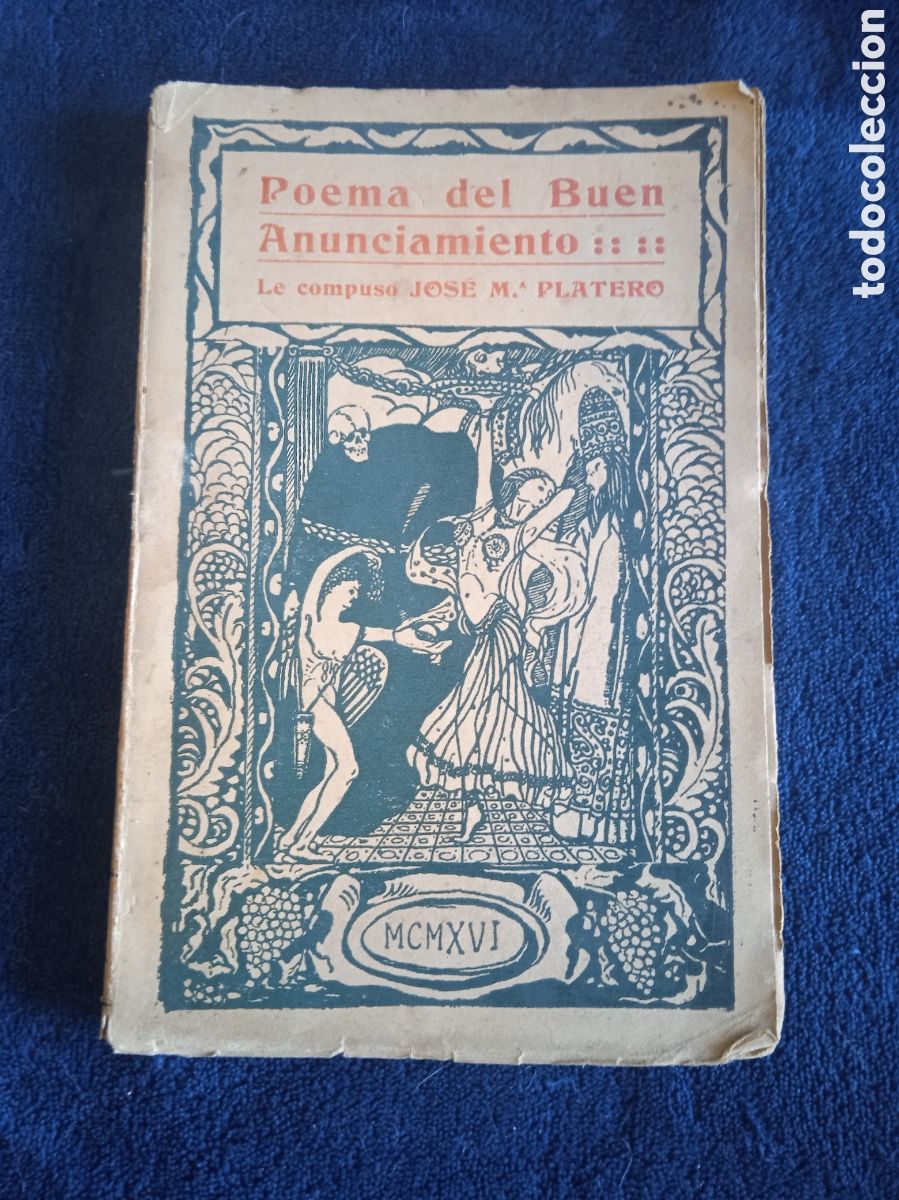 Poema del Buen
Anunciamiento :: ::
Le compuso JOSÉ M.ª PLATERO
MCMXVI
todocoleccion